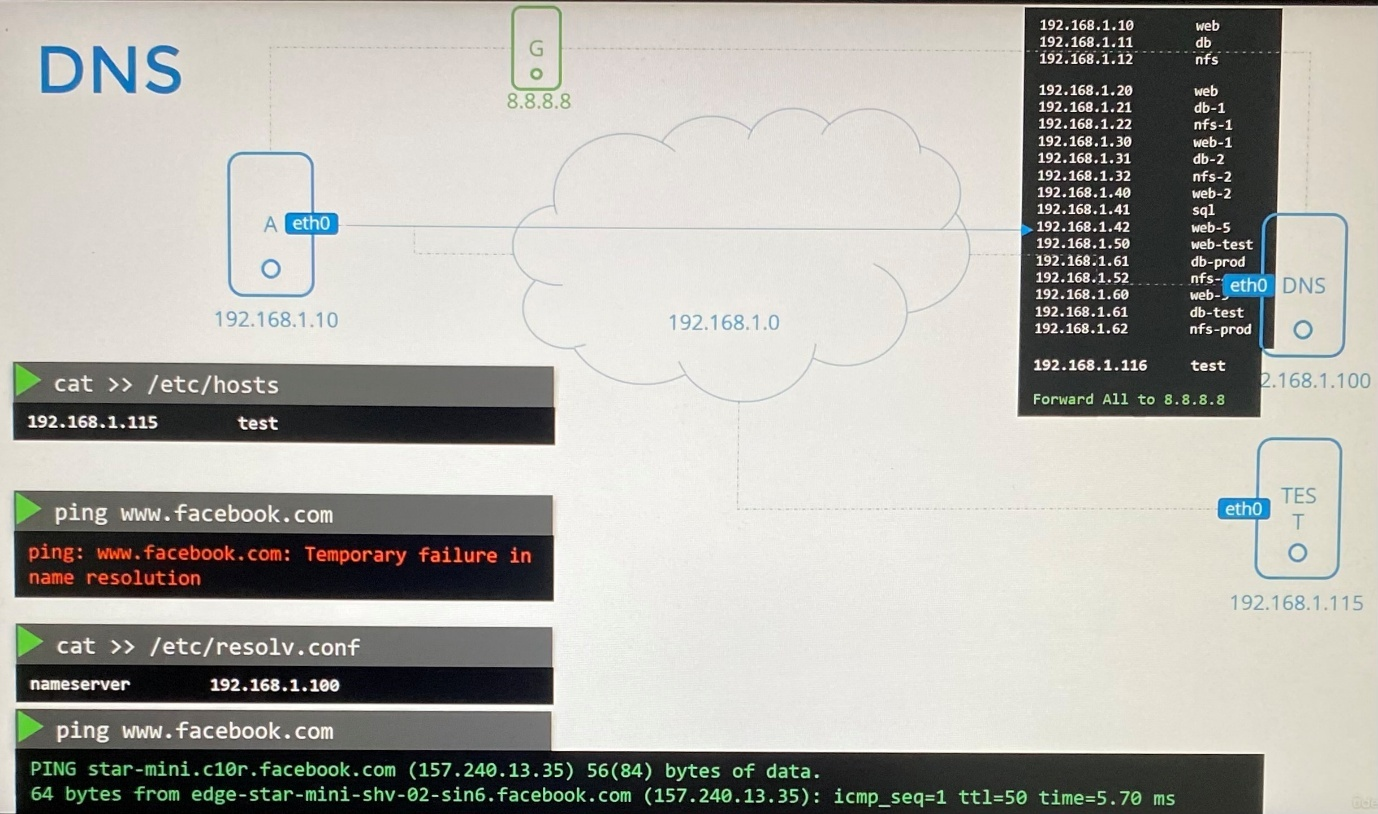 DNS
G
8.8.8.8
A
eth0
192.168.1.10
192.168.1.0
192.168.1.10 web
192.168.1.11 db
192.168.1.12 nfs
192.168.1.20 web
192.168.1.21 db-1
192.168.1.22 nfs-1
192.168.1.30 web-1
192.168.1.31 db-2
192.168.1.32 nfs-2
192.168.1.40 web-2
192.168.1.41 sql
192.168.1.42 web-5
192.168.1.50 web-test
192.168.1.61 db-prod
192.168.1.52 nfs-
192.168.1.60 web-
192.168.1.61 db-test
192.168.1.62 nfs-prod
192.168.1.116 test
Forward All to 8.8.8.8
eth0
DNS
2.168.1.100
eth0
TES
T
192.168.1.115
cat >> /etc/hosts
192.168.1.115 test
ping www.facebook.com
ping: www.facebook.com: Temporary failure in
name resolution
cat >> /etc/resolv.conf
nameserver 192.168.1.100
ping www.facebook.com
PING star-mini.c10r.facebook.com (157.240.13.35) 56(84) bytes of data.
64 bytes from edge-star-mini-shv-02-sin6.facebook.com (157.240.13.35): icmp_seq=1 ttl=50 time=5.70 ms